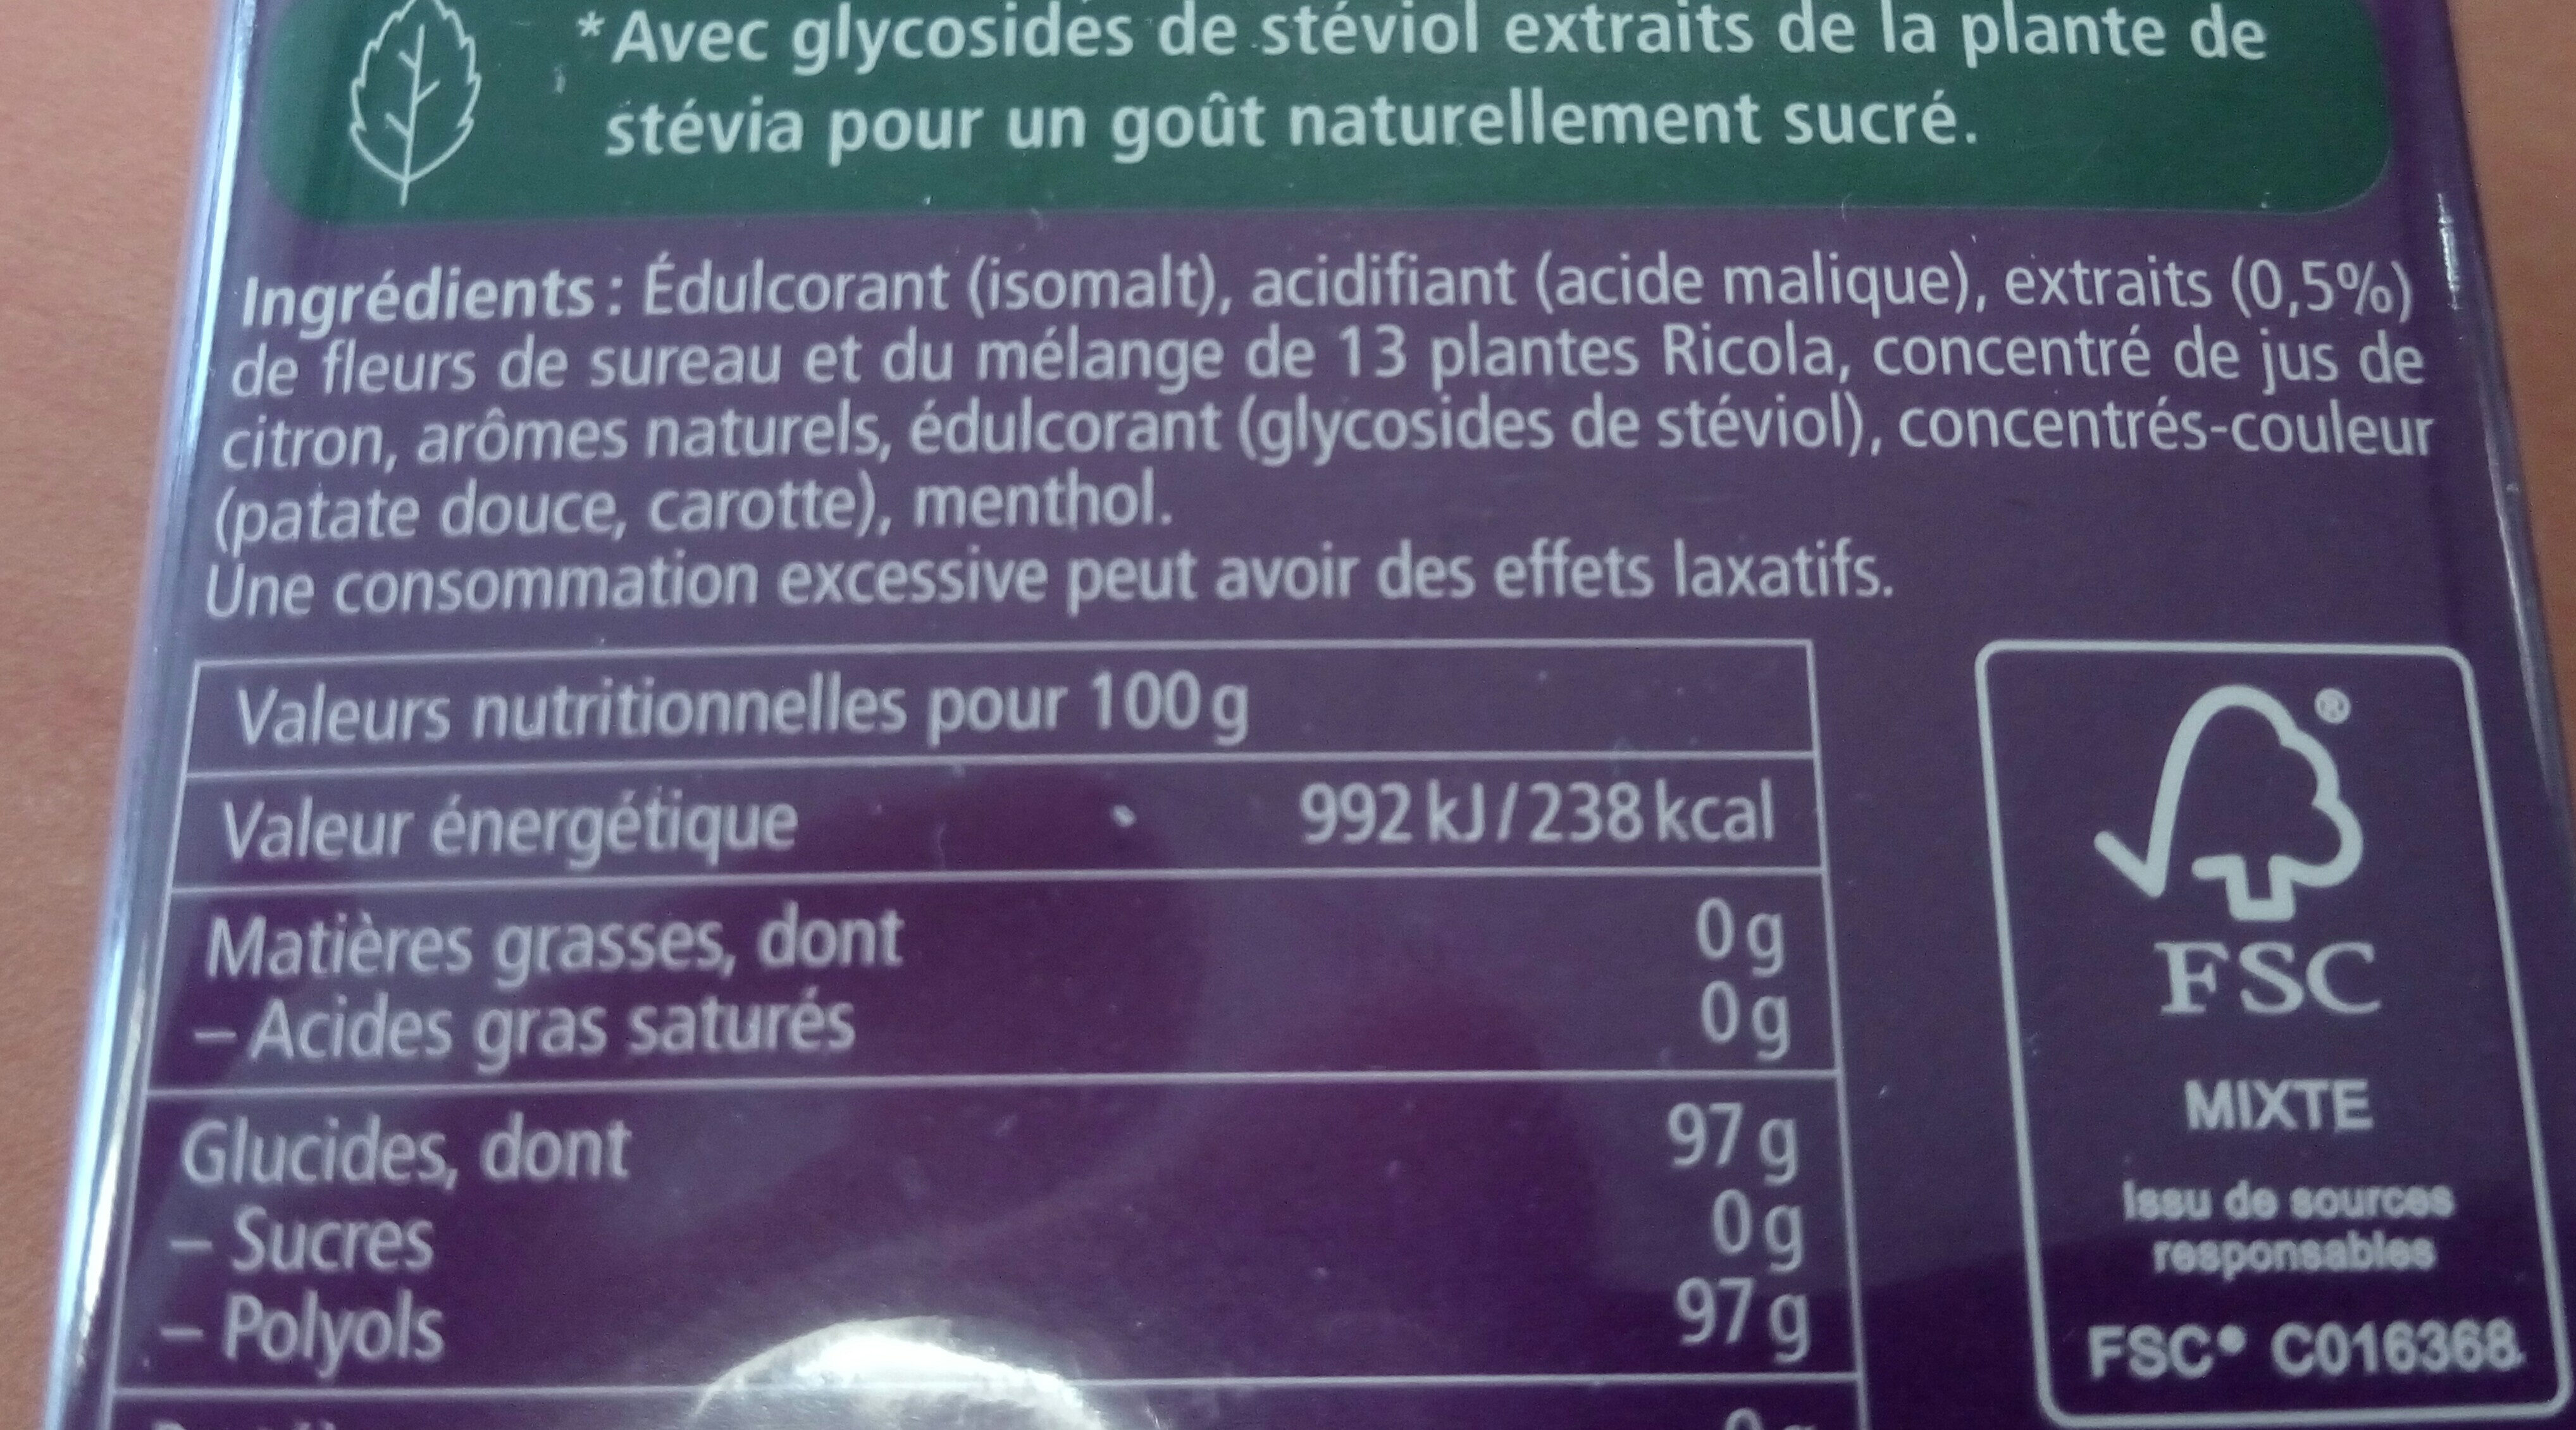 *Avec glycosides de stéviol extraits de la plante de
stévia pour un goût naturellement sucré.
Ingrédients : Édulcorant (isomalt), acidifiant (acide malique), extraits (0,5%)
de fleurs de sureau et du mélange de 13 plantes Ricola, concentré de jus de
citron, arômes naturels, édulcorant (glycosides de stéviol), concentrés-couleur
(patate douce, carotte), menthol.
Une consommation excessive peut avoir des effets laxatifs.
Valeurs nutritionnelles pour 100 g
Valeur énergétique 992 kJ / 238 kcal
Matières grasses, dont 0 g
– Acides gras saturés 0 g
Glucides, dont 97 g
– Sucres 0 g
– Polyols 97 g
®
FSC
MIXTE
Issu de sources
responsables
FSC® C016368